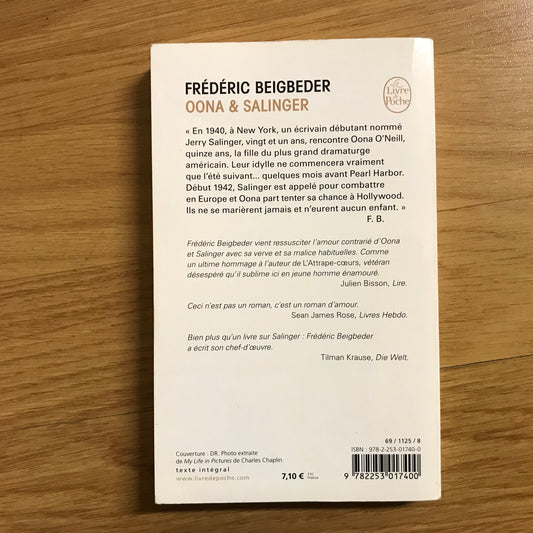 FRÉDÉRIC BEIGBEDER
OONA & SALINGER
Le
Livre
de
Poche
« En 1940, à New York, un écrivain débutant nommé
Jerry Salinger, vingt et un ans, rencontre Oona O'Neill,
quinze ans, la fille du plus grand dramaturge
américain. Leur idylle ne commencera vraiment
que l'été suivant... quelques mois avant Pearl Harbor.
Début 1942, Salinger est appelé pour combattre
en Europe et Oona part tenter sa chance à Hollywood.
Ils ne se marièrent jamais et n'eurent aucun enfant. »
F. B.
Frédéric Beigbeder vient ressusciter l'amour contrarié d'Oona
et Salinger avec sa verve et sa malice habituelles. Comme
un ultime hommage à l'auteur de L'Attrape-cœurs, vétéran
désespéré qu'il sublime ici en jeune homme énamouré.
Julien Bisson, Lire.
Ceci n'est pas un roman, c'est un roman d'amour.
Sean James Rose, Livres Hebdo.
Bien plus qu'un livre sur Salinger : Frédéric Beigbeder
a écrit son chef-d'œuvre.
Tilman Krause, Die Welt.
Couverture : DR. Photo extraite
de My Life in Pictures de Charles Chaplin.
texte intégral
www.livredepoche.com
7,10 € TTC
France
69 / 1125 / 8
ISBN : 978-2-253-01740-0
9 782253 017400